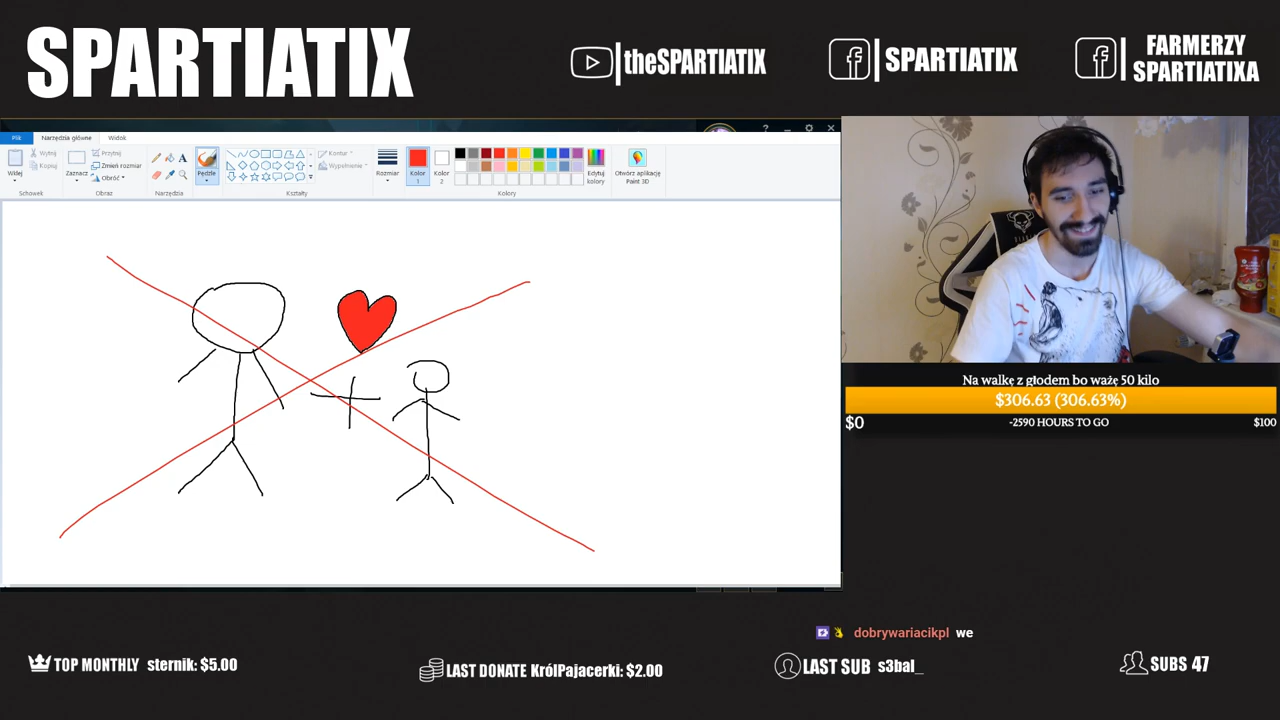 SPARTIATIX
theSPARTIATIX
SPARTIATIX
FARMERZY
SPARTIATIXA
Plik Narzędzia główne Widok
Wklej
Wytnij
Kopiuj
Schowek
Zaznacz
Przytnij
Zmień rozmiar
Obróć
Obraz
A
Narzędzia
Pędzle
Kontur
Wypełnienie
Kształty
Rozmiar
Kolor
1
Kolor
2
Edytuj
kolory
Kolory
Otwórz aplikację
Paint 3D
Na walkę z głodem bo ważę 50 kilo
$306.63 (306.63%)
$0 -2590 HOURS TO GO $100
dobrywariacikpl we
TOP MONTHLY sternik: $5.00
LAST DONATE KrólPajacerki: $2.00
LAST SUB s3bal_
SUBS 47